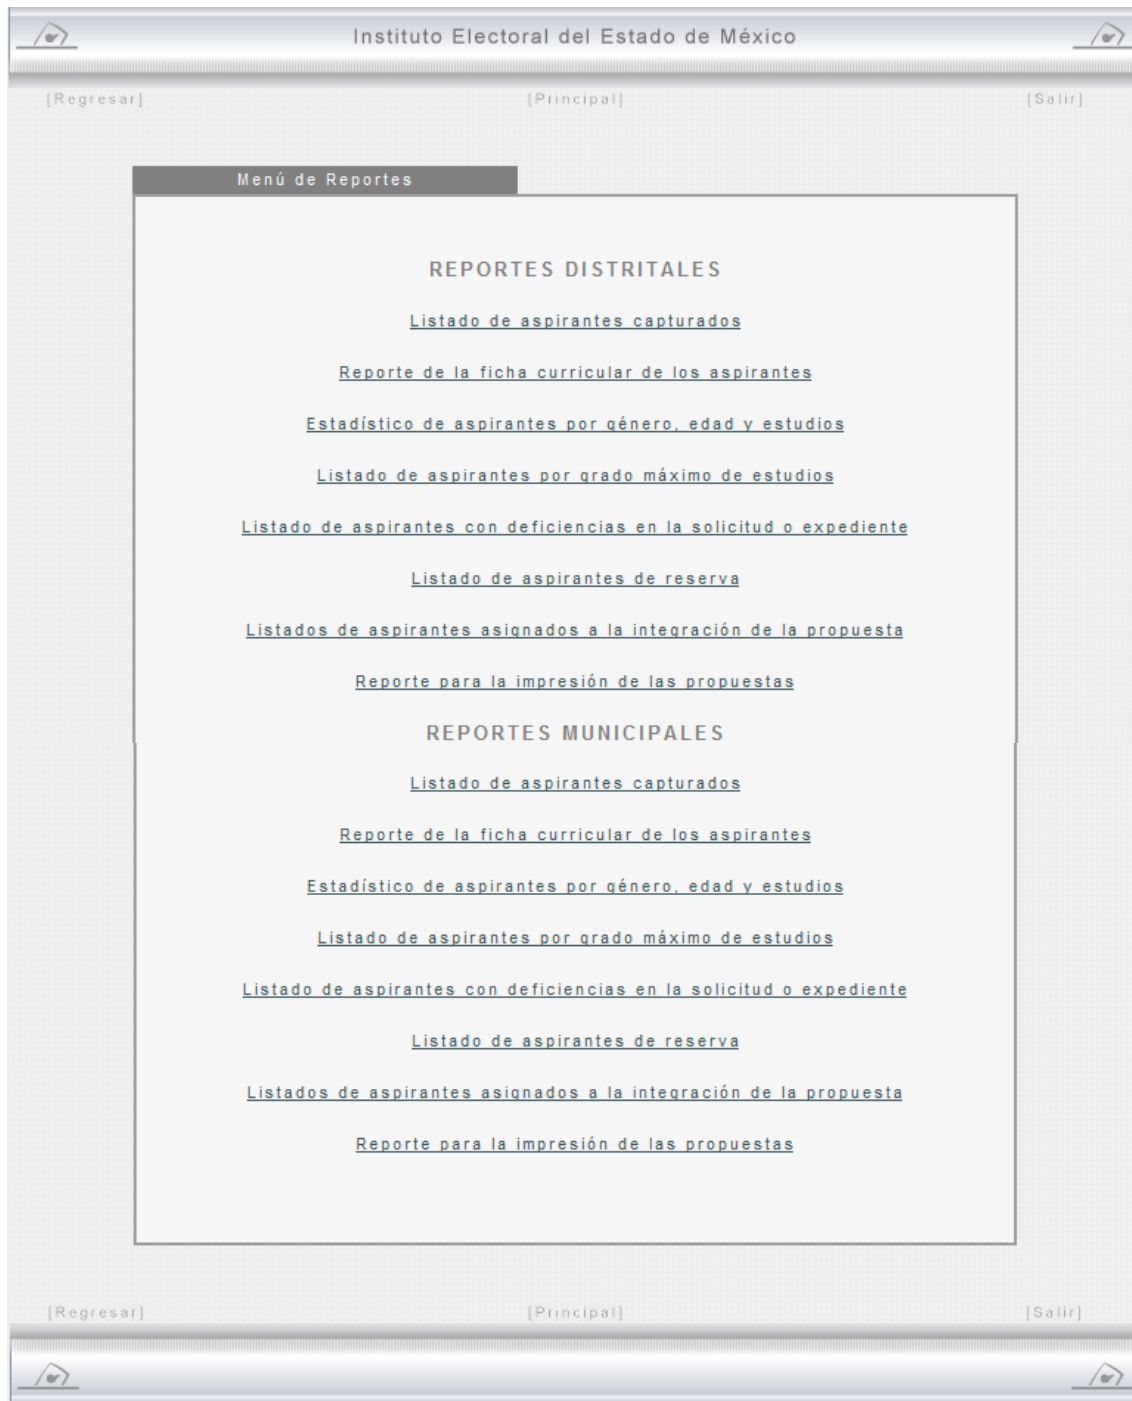 Instituto Electoral del Estado de México
[Regresar] [Principal] [Salir]
Menú de Reportes
REPORTES DISTRITALES
Listado de aspirantes capturados
Reporte de la ficha curricular de los aspirantes
Estadístico de aspirantes por género, edad y estudios
Listado de aspirantes por grado máximo de estudios
Listado de aspirantes con deficiencias en la solicitud o expediente
Listado de aspirantes de reserva
Listados de aspirantes asignados a la integración de la propuesta
Reporte para la impresión de las propuestas
REPORTES MUNICIPALES
Listado de aspirantes capturados
Reporte de la ficha curricular de los aspirantes
Estadístico de aspirantes por género, edad y estudios
Listado de aspirantes por grado máximo de estudios
Listado de aspirantes con deficiencias en la solicitud o expediente
Listado de aspirantes de reserva
Listados de aspirantes asignados a la integración de la propuesta
Reporte para la impresión de las propuestas
[Regresar] [Principal] [Salir]